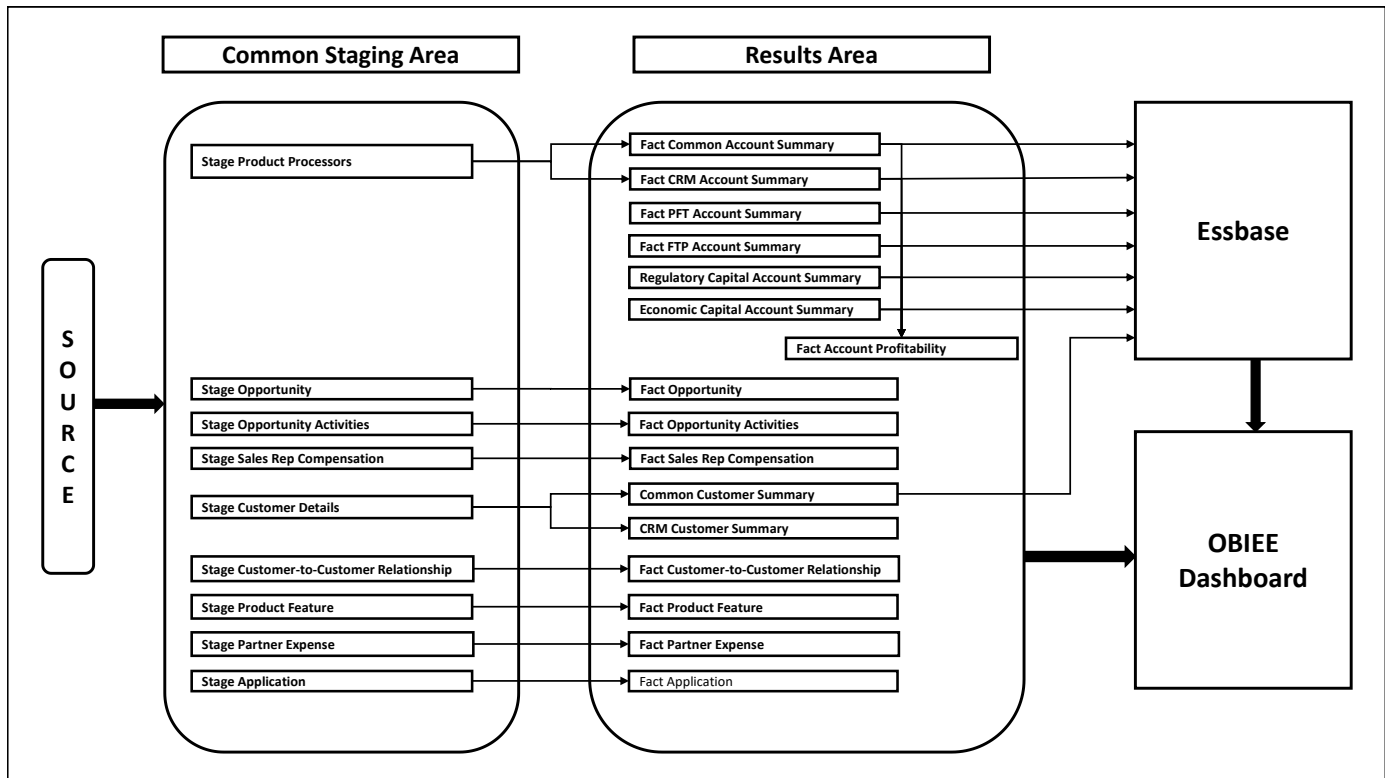 Common Staging Area
Results Area
S
O
U
R
C
E
Stage Product Processors
Stage Opportunity
Stage Opportunity Activities
Stage Sales Rep Compensation
Stage Customer Details
Stage Customer-to-Customer Relationship
Stage Product Feature
Stage Partner Expense
Stage Application
Fact Common Account Summary
Fact CRM Account Summary
Fact PFT Account Summary
Fact FTP Account Summary
Regulatory Capital Account Summary
Economic Capital Account Summary
Fact Account Profitability
Fact Opportunity
Fact Opportunity Activities
Fact Sales Rep Compensation
Common Customer Summary
CRM Customer Summary
Fact Customer-to-Customer Relationship
Fact Product Feature
Fact Partner Expense
Fact Application
Essbase
OBIEE
Dashboard